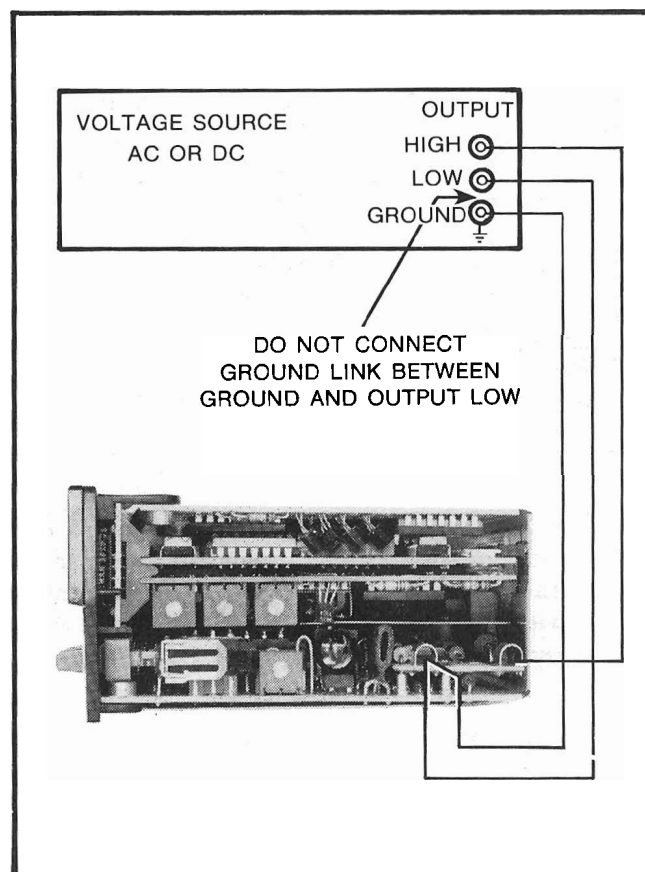 VOLTAGE SOURCE
AC OR DC
OUTPUT
HIGH
LOW
GROUND
DO NOT CONNECT
GROUND LINK BETWEEN
GROUND AND OUTPUT LOW